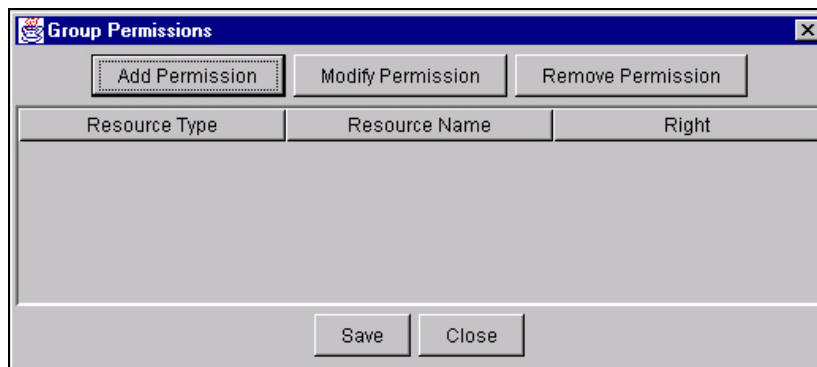 Group Permissions
Add Permission Modify Permission Remove Permission
Resource Type Resource Name Right
Save Close